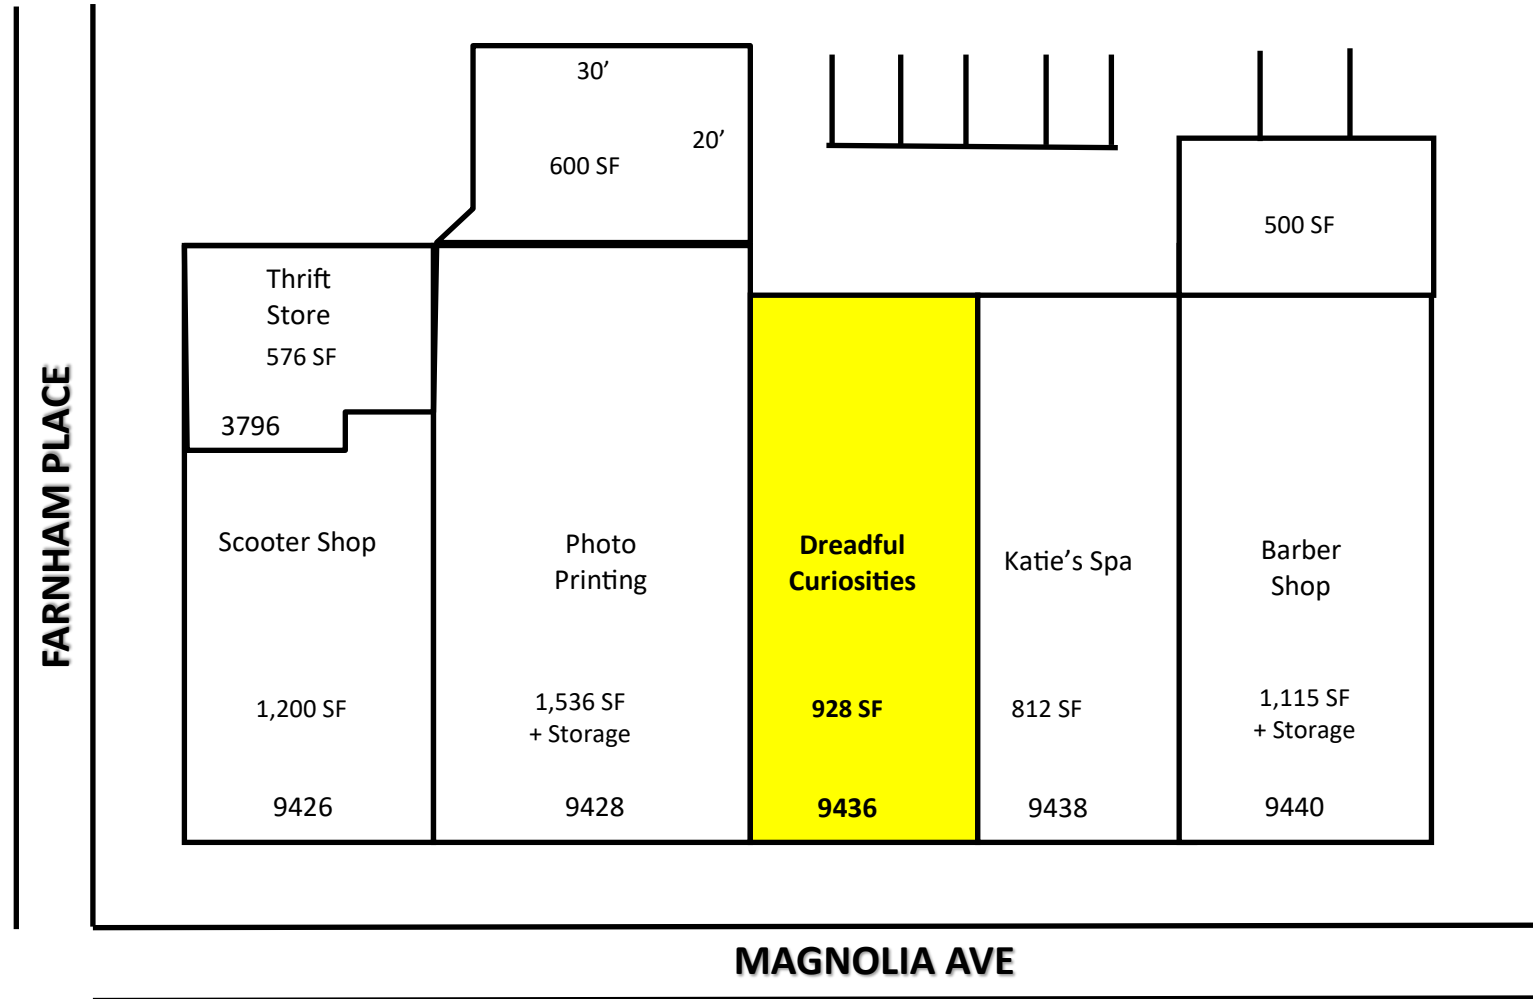 30’
20’
600 SF
500 SF
Thrift
Store
576 SF
3796
FARNHAM PLACE
Scooter Shop
Photo
Printing
Dreadful
Curiosities
Katie’s Spa
Barber
Shop
1,200 SF
1,536 SF
+ Storage
928 SF
812 SF
1,115 SF
+ Storage
9426
9428
9436
9438
9440
MAGNOLIA AVE